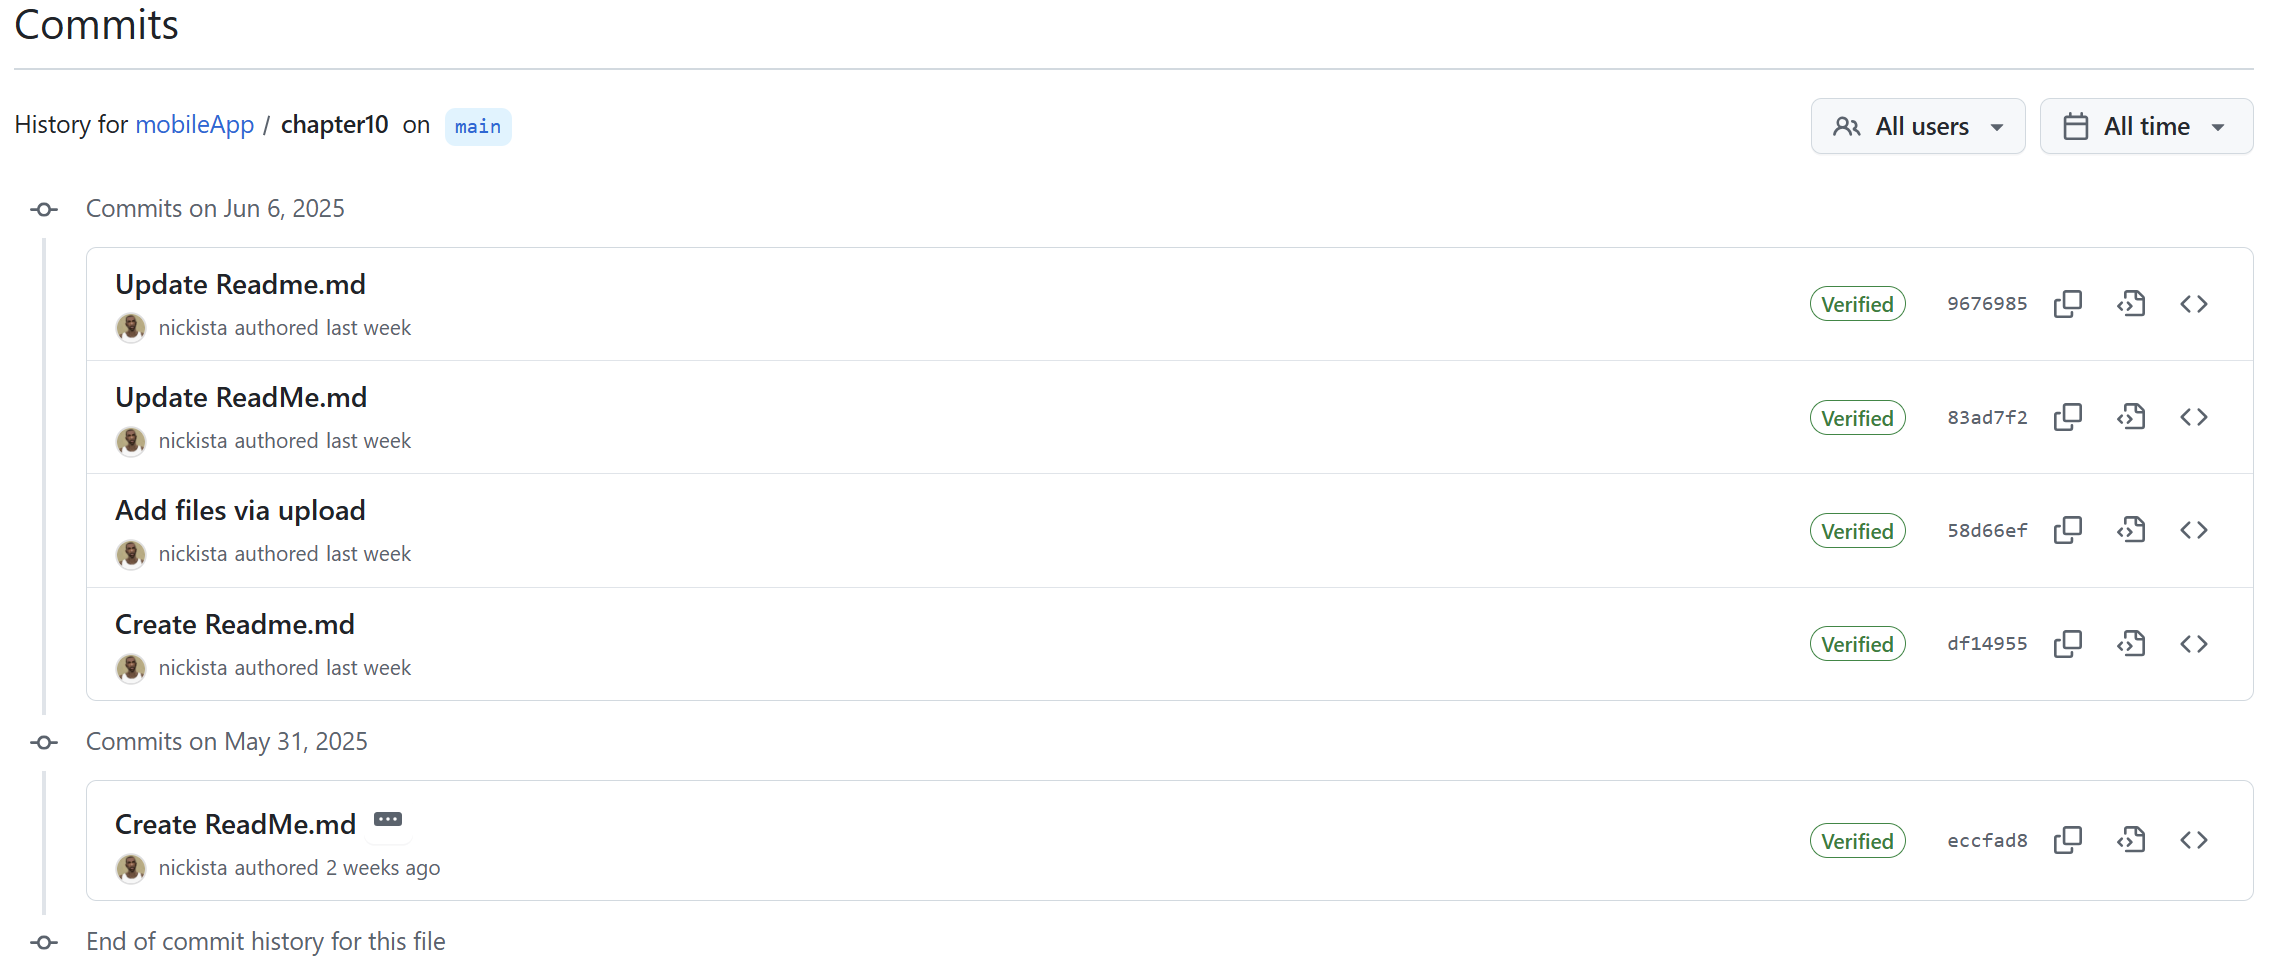 Commits
History for mobileApp / chapter10 on main
All users
All time
Commits on Jun 6, 2025
Update Readme.md
nickista authored last week
Verified
9676985
Update ReadMe.md
nickista authored last week
Verified
83ad7f2
Add files via upload
nickista authored last week
Verified
58d66ef
Create Readme.md
nickista authored last week
Verified
df14955
Commits on May 31, 2025
Create ReadMe.md
nickista authored 2 weeks ago
Verified
eccfad8
End of commit history for this file